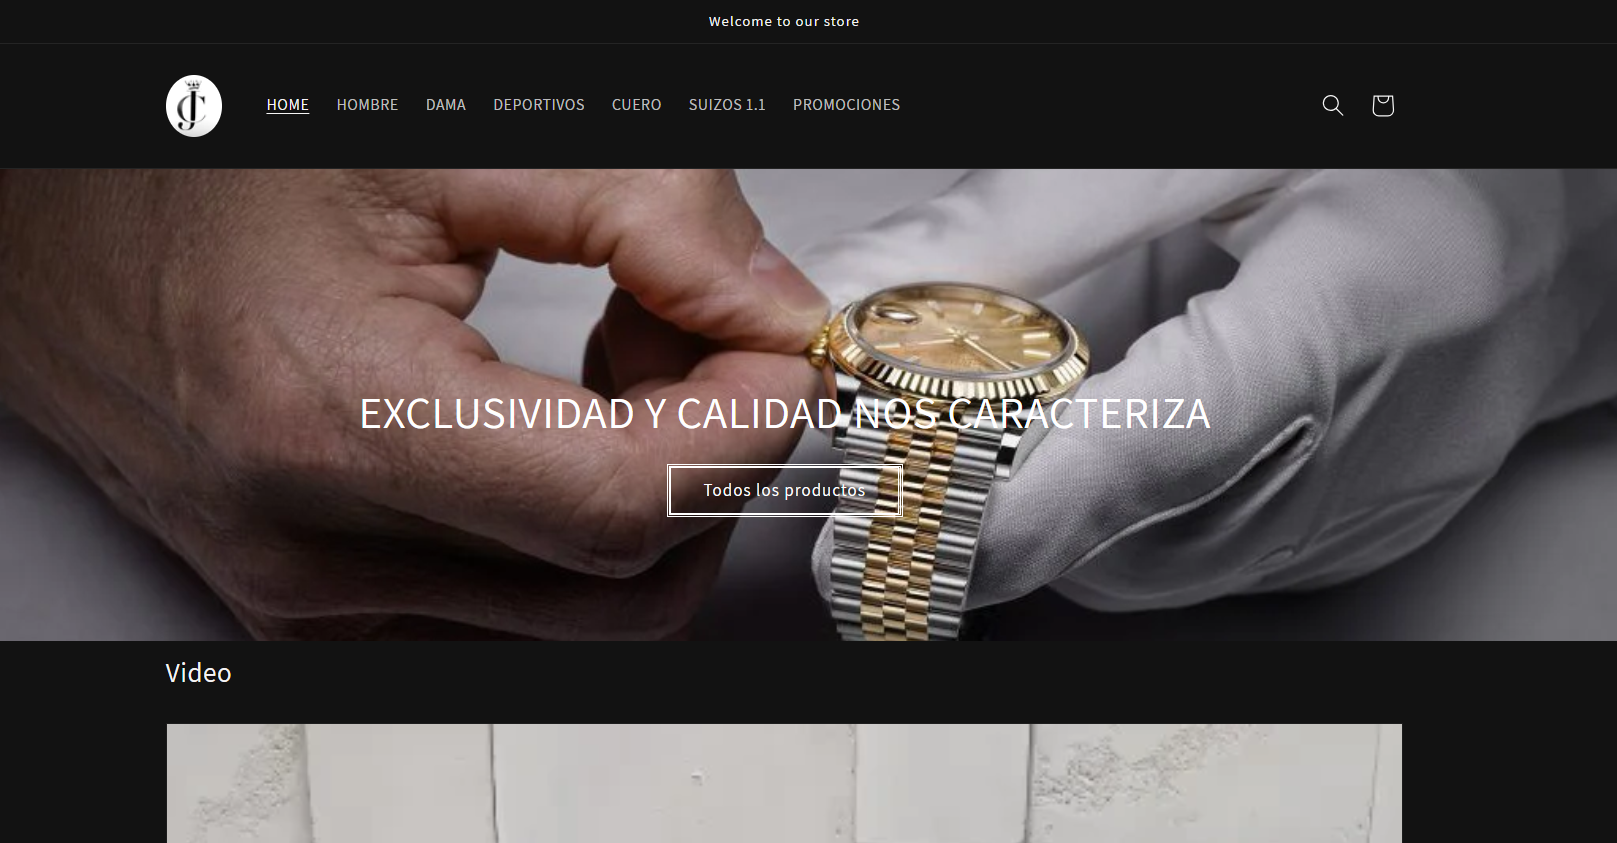 Welcome to our store
JC
HOME HOMBRE DAMA DEPORTIVOS CUERO SUIZOS 1.1 PROMOCIONES
EXCLUSIVIDAD Y CALIDAD NOS CARACTERIZA
Todos los productos
Video